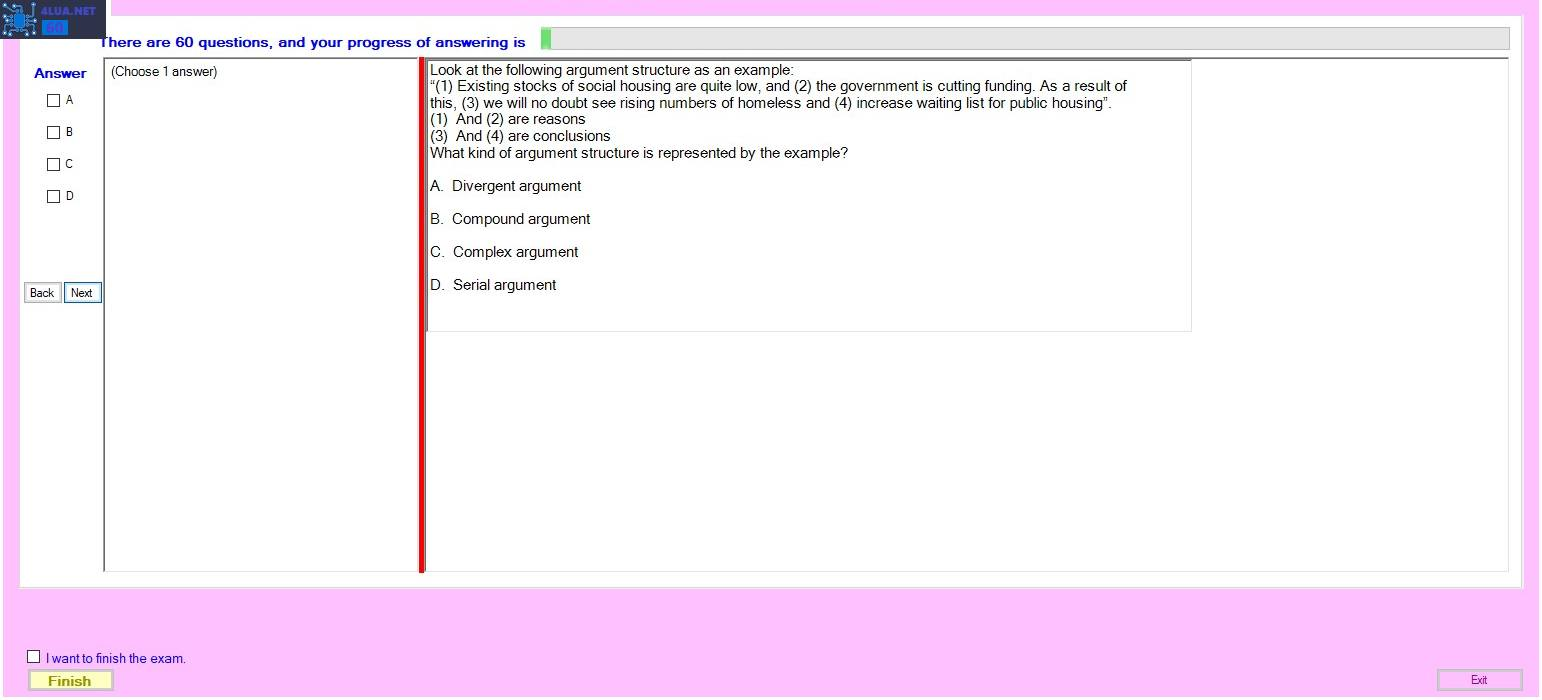 4LUA.NET
60
There are 60 questions, and your progress of answering is
Answer
A
B
C
D
Back Next
(Choose 1 answer)
Look at the following argument structure as an example:
“(1) Existing stocks of social housing are quite low, and (2) the government is cutting funding. As a result of
this, (3) we will no doubt see rising numbers of homeless and (4) increase waiting list for public housing”.
(1) And (2) are reasons
(3) And (4) are conclusions
What kind of argument structure is represented by the example?
A. Divergent argument
B. Compound argument
C. Complex argument
D. Serial argument
I want to finish the exam.
Finish
Exit